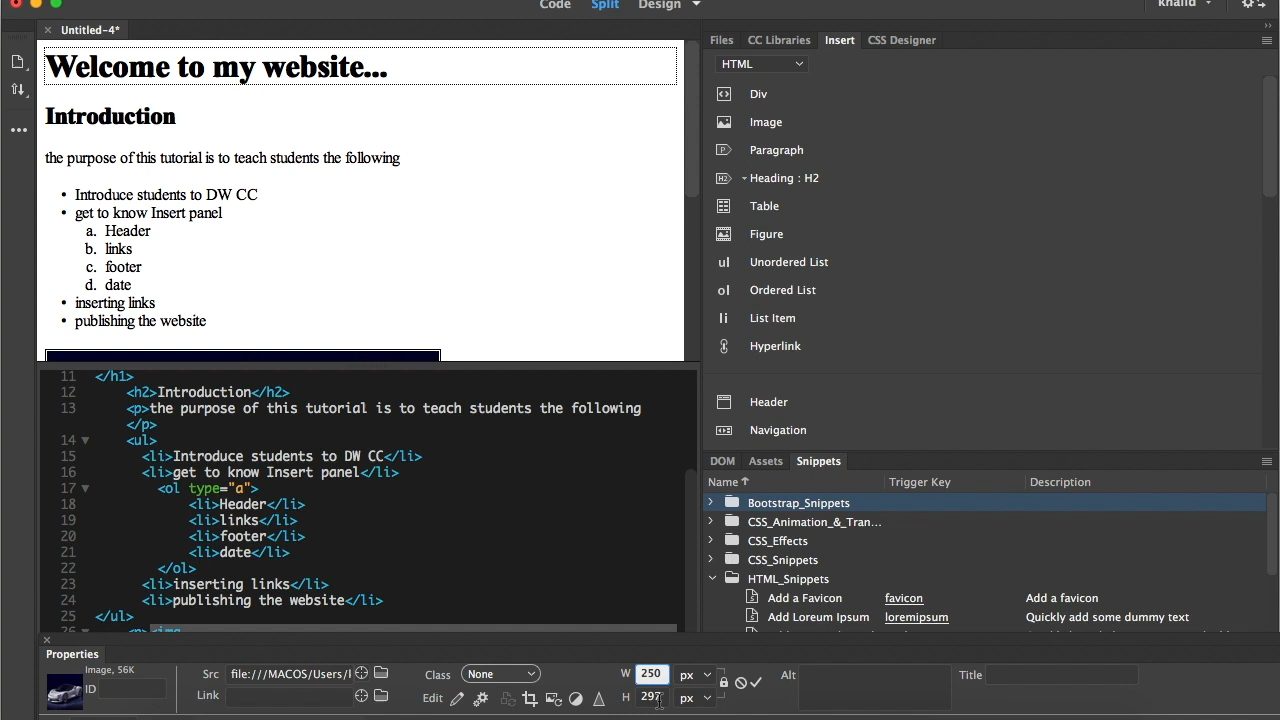 Code Split Design khalid
Untitled-4*
Files CC Libraries Insert CSS Designer
Welcome to my website...
HTML
Introduction
the purpose of this tutorial is to teach students the following
• Introduce students to DW CC
• get to know Insert panel
a. Header
b. links
c. footer
d. date
• inserting links
• publishing the website
Div
Image
Paragraph
H2 Heading : H2
Table
Figure
ul Unordered List
ol Ordered List
li List Item
Hyperlink
Header
Navigation
11 </h1>
12 <h2>Introduction</h2>
13 <p>the purpose of this tutorial is to teach students the following
</p>
14 <ul>
15 <li>Introduce students to DW CC</li>
16 <li>get to know Insert panel</li>
17 <ol type="a">
18 <li>Header</li>
19 <li>links</li>
20 <li>footer</li>
21 <li>date</li>
22 </ol>
23 <li>inserting links</li>
24 <li>publishing the website</li>
25 </ul>
26 <p><img
DOM Assets Snippets
Name Trigger Key Description
Bootstrap_Snippets
CSS_Animation_&_Tran...
CSS_Effects
CSS_Snippets
HTML_Snippets
Add a Favicon favicon Add a favicon
Add Loreum Ipsum loremipsum Quickly add some dummy text
Properties
Image, 56K Src file:///MACOS/Users/l Class None W 250 px Alt Title
ID Link Edit H 297 px